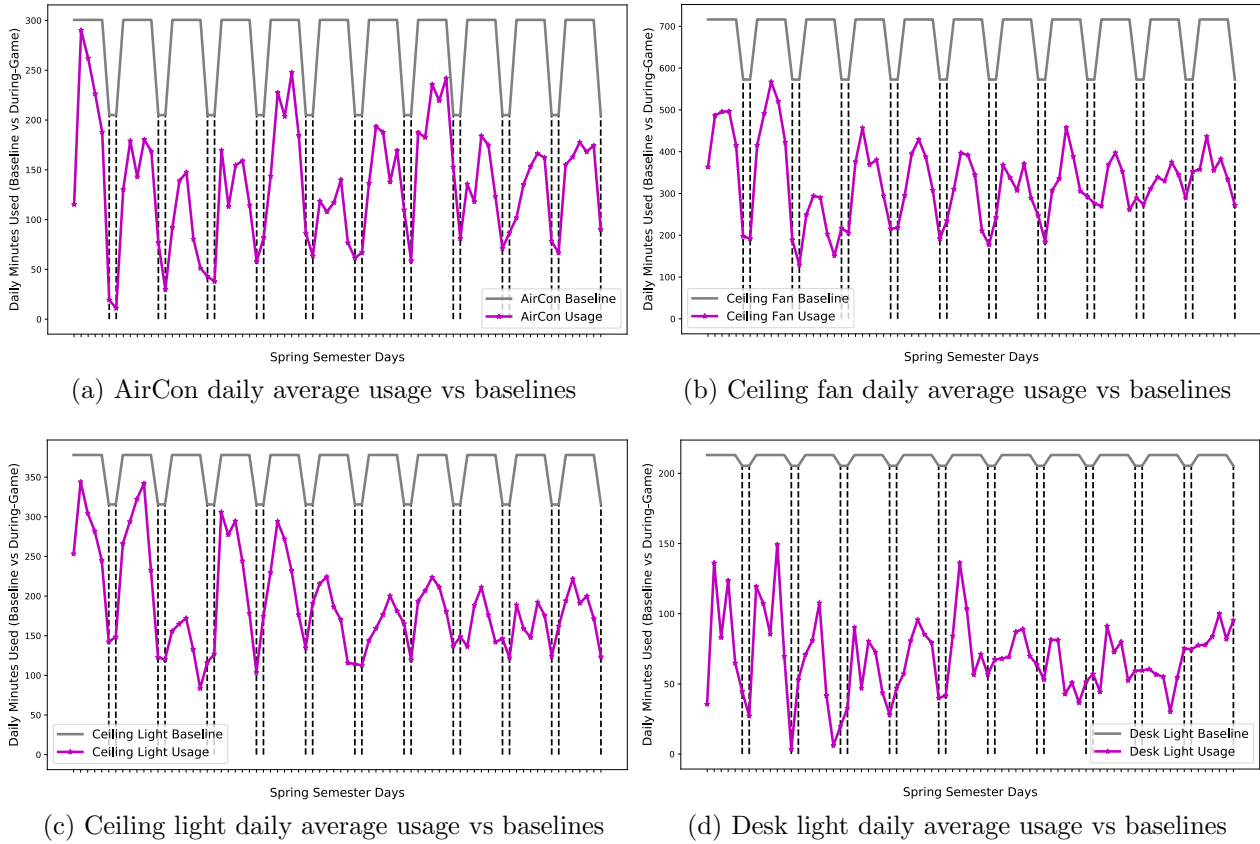 Daily Minutes Used (Baseline vs During-Game)
300
250
200
150
100
50
0
AirCon Baseline
AirCon Usage
Spring Semester Days
(a) AirCon daily average usage vs baselines
Daily Minutes Used (Baseline vs During-Game)
700
600
500
400
300
200
100
0
Ceiling Fan Baseline
Ceiling Fan Usage
Spring Semester Days
(b) Ceiling fan daily average usage vs baselines
Daily Minutes Used (Baseline vs During-Game)
350
300
250
200
150
100
50
0
Ceiling Light Baseline
Ceiling Light Usage
Spring Semester Days
(c) Ceiling light daily average usage vs baselines
Daily Minutes Used (Baseline vs During-Game)
200
150
100
50
0
Desk Light Baseline
Desk Light Usage
Spring Semester Days
(d) Desk light daily average usage vs baselines